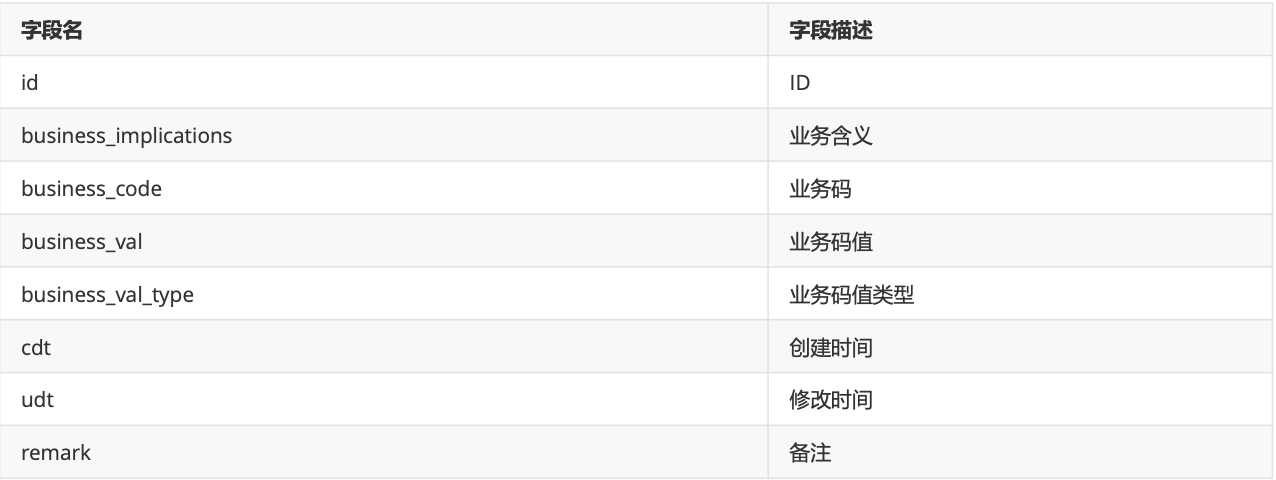 字段名 字段描述
id ID
business_implications 业务含义
business_code 业务码
business_val 业务码值
business_val_type 业务码值类型
cdt 创建时间
udt 修改时间
remark 备注